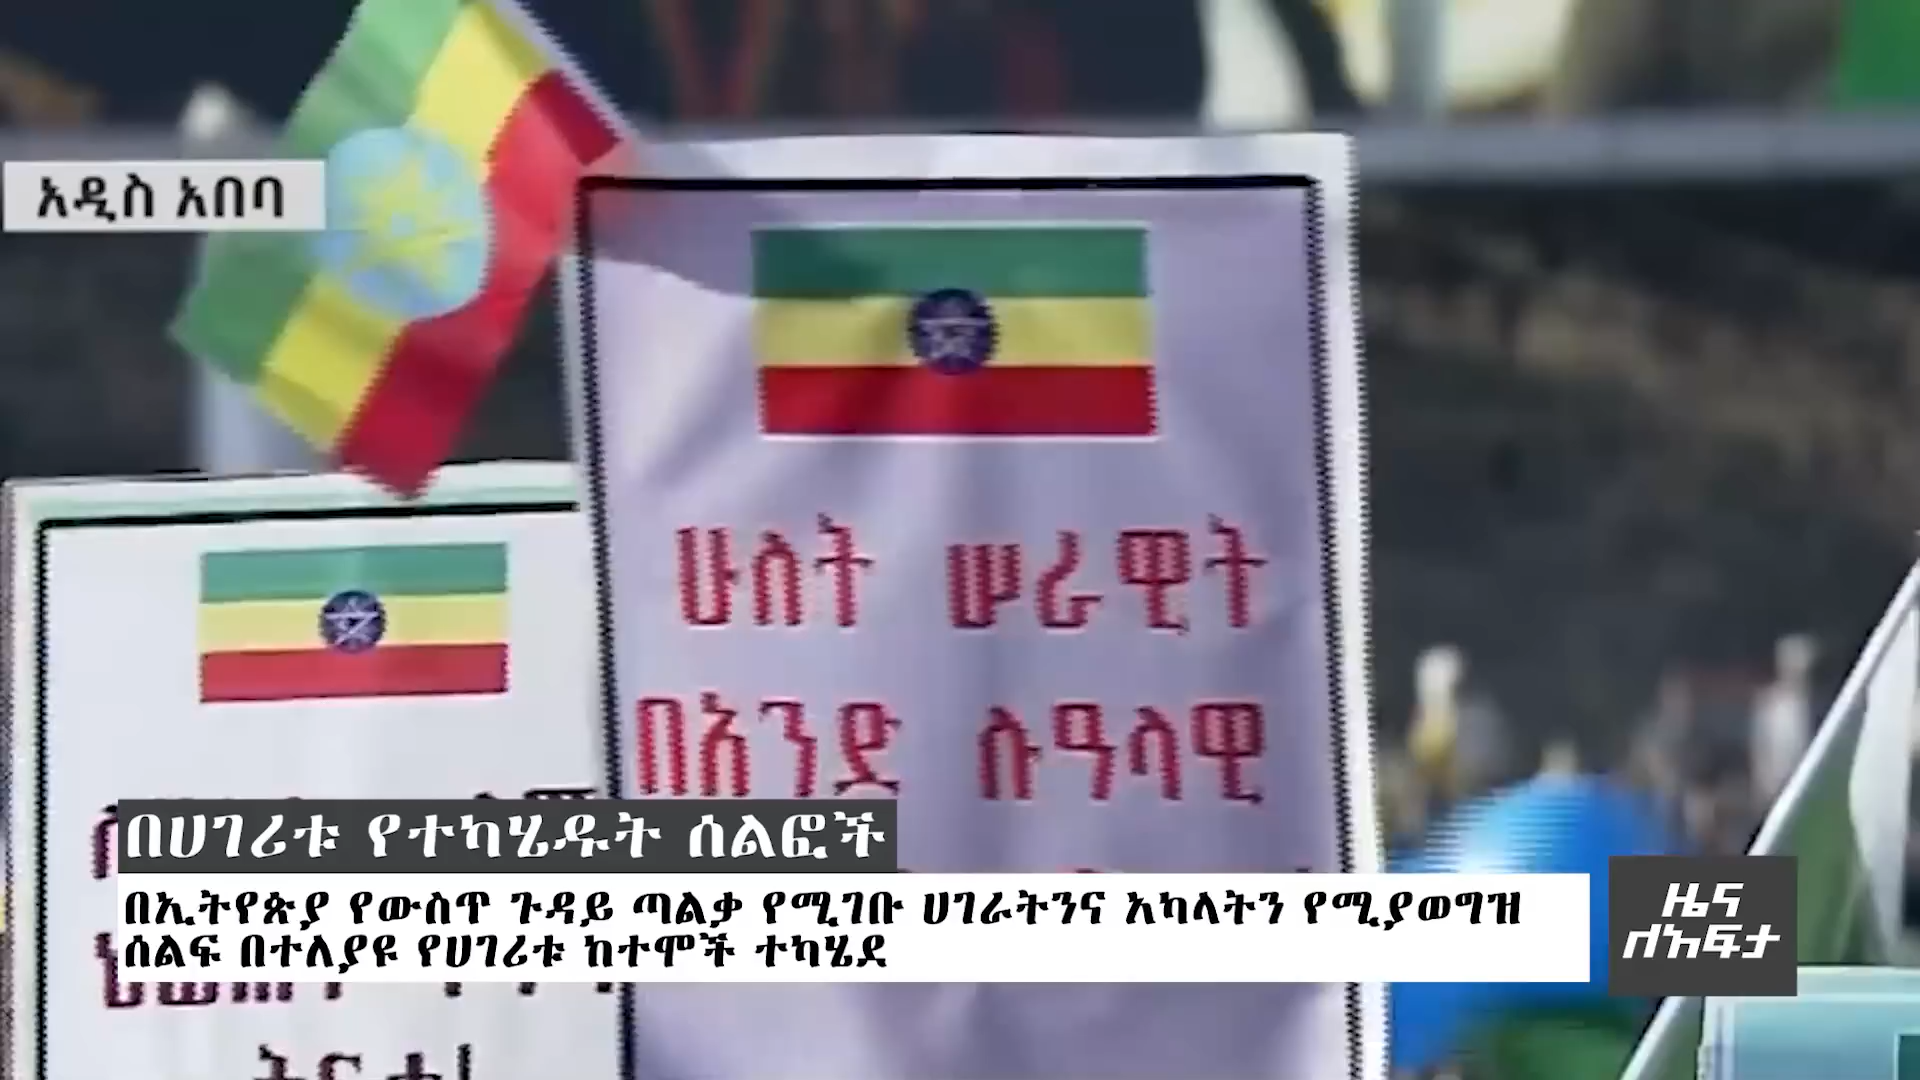 አዲስ አበባ
ሁለት ሠራዊት
በአንድ ሉዓላዊ
በሀገሪቱ የተካሄዱት ሰልፎች
በኢትዮጵያ የውስጥ ጉዳይ ጣልቃ የሚገቡ ሀገራትንና አካላትን የሚያወግዝ
ሰልፍ በተለያዩ የሀገሪቱ ከተሞች ተካሄደ
ዜና
ለአፍታ